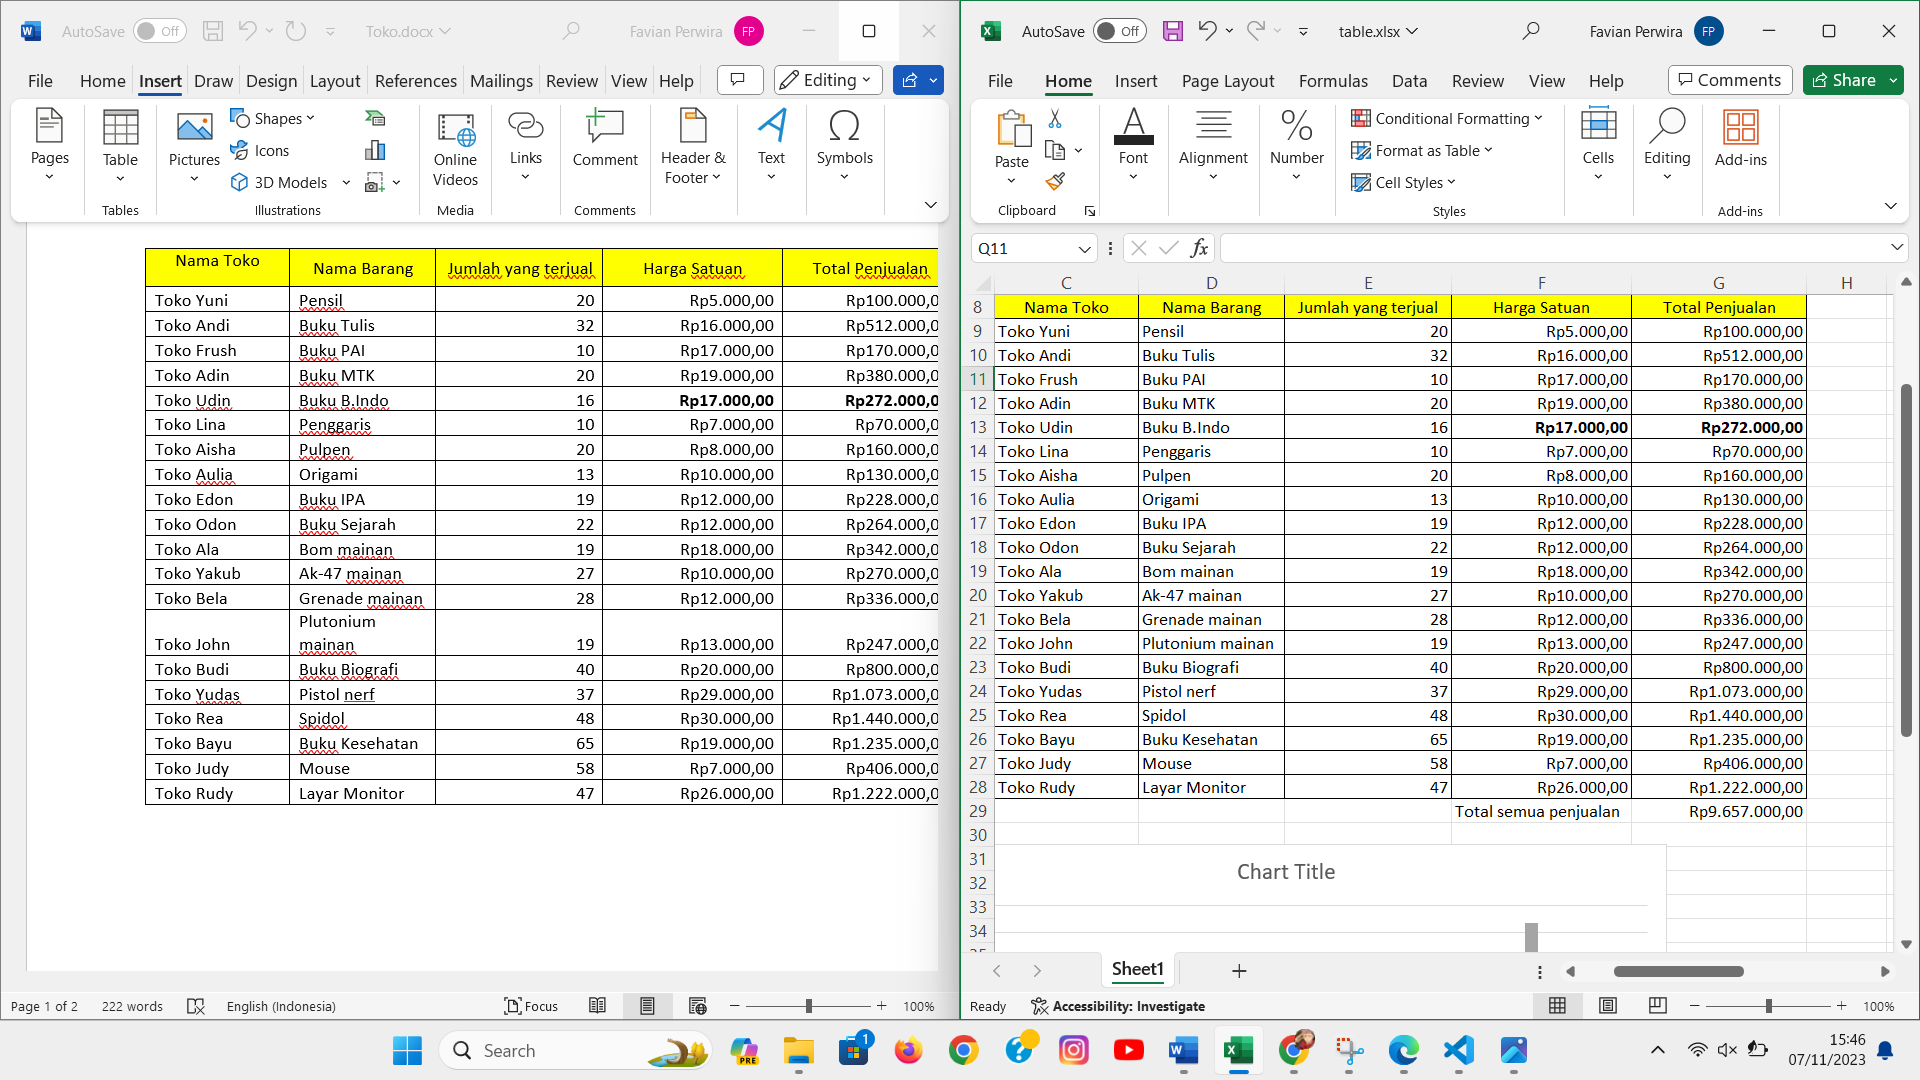 AutoSave Off Toko.docx Favian Perwira FP
File Home Insert Draw Design Layout References Mailings Review View Help Editing
Pages Table Pictures Shapes Icons 3D Models Online Videos Links Comment Header & Footer Text Symbols
Tables Illustrations Media Comments
Nama Toko Nama Barang Jumlah yang terjual Harga Satuan Total Penjualan
Toko Yuni Pensil 20 Rp5.000,00 Rp100.000,0
Toko Andi Buku Tulis 32 Rp16.000,00 Rp512.000,0
Toko Frush Buku PAI 10 Rp17.000,00 Rp170.000,0
Toko Adin Buku MTK 20 Rp19.000,00 Rp380.000,0
Toko Udin Buku B.Indo 16 Rp17.000,00 Rp272.000,0
Toko Lina Penggaris 10 Rp7.000,00 Rp70.000,0
Toko Aisha Pulpen 20 Rp8.000,00 Rp160.000,0
Toko Aulia Origami 13 Rp10.000,00 Rp130.000,0
Toko Edon Buku IPA 19 Rp12.000,00 Rp228.000,0
Toko Odon Buku Sejarah 22 Rp12.000,00 Rp264.000,0
Toko Ala Bom mainan 19 Rp18.000,00 Rp342.000,0
Toko Yakub Ak-47 mainan 27 Rp10.000,00 Rp270.000,0
Toko Bela Grenade mainan 28 Rp12.000,00 Rp336.000,0
Plutonium
Toko John mainan 19 Rp13.000,00 Rp247.000,0
Toko Budi Buku Biografi 40 Rp20.000,00 Rp800.000,0
Toko Yudas Pistol nerf 37 Rp29.000,00 Rp1.073.000,0
Toko Rea Spidol 48 Rp30.000,00 Rp1.440.000,0
Toko Bayu Buku Kesehatan 65 Rp19.000,00 Rp1.235.000,0
Toko Judy Mouse 58 Rp7.000,00 Rp406.000,0
Toko Rudy Layar Monitor 47 Rp26.000,00 Rp1.222.000,0
Page 1 of 2 222 words English (Indonesia) Focus 100%
AutoSave Off table.xlsx Favian Perwira FP
File Home Insert Page Layout Formulas Data Review View Help Comments Share
Paste Font Alignment Number Conditional Formatting Format as Table Cell Styles Cells Editing Add-ins
Clipboard Styles Add-ins
Q11 fx
C D E F G H
8 Nama Toko Nama Barang Jumlah yang terjual Harga Satuan Total Penjualan
9 Toko Yuni Pensil 20 Rp5.000,00 Rp100.000,00
10 Toko Andi Buku Tulis 32 Rp16.000,00 Rp512.000,00
11 Toko Frush Buku PAI 10 Rp17.000,00 Rp170.000,00
12 Toko Adin Buku MTK 20 Rp19.000,00 Rp380.000,00
13 Toko Udin Buku B.Indo 16 Rp17.000,00 Rp272.000,00
14 Toko Lina Penggaris 10 Rp7.000,00 Rp70.000,00
15 Toko Aisha Pulpen 20 Rp8.000,00 Rp160.000,00
16 Toko Aulia Origami 13 Rp10.000,00 Rp130.000,00
17 Toko Edon Buku IPA 19 Rp12.000,00 Rp228.000,00
18 Toko Odon Buku Sejarah 22 Rp12.000,00 Rp264.000,00
19 Toko Ala Bom mainan 19 Rp18.000,00 Rp342.000,00
20 Toko Yakub Ak-47 mainan 27 Rp10.000,00 Rp270.000,00
21 Toko Bela Grenade mainan 28 Rp12.000,00 Rp336.000,00
22 Toko John Plutonium mainan 19 Rp13.000,00 Rp247.000,00
23 Toko Budi Buku Biografi 40 Rp20.000,00 Rp800.000,00
24 Toko Yudas Pistol nerf 37 Rp29.000,00 Rp1.073.000,00
25 Toko Rea Spidol 48 Rp30.000,00 Rp1.440.000,00
26 Toko Bayu Buku Kesehatan 65 Rp19.000,00 Rp1.235.000,00
27 Toko Judy Mouse 58 Rp7.000,00 Rp406.000,00
28 Toko Rudy Layar Monitor 47 Rp26.000,00 Rp1.222.000,00
29 Total semua penjualan Rp9.657.000,00
30
31 Chart Title
32
33
34
Sheet1
Ready Accessibility: Investigate 100%
Search PRE 1 15:46
07/11/2023